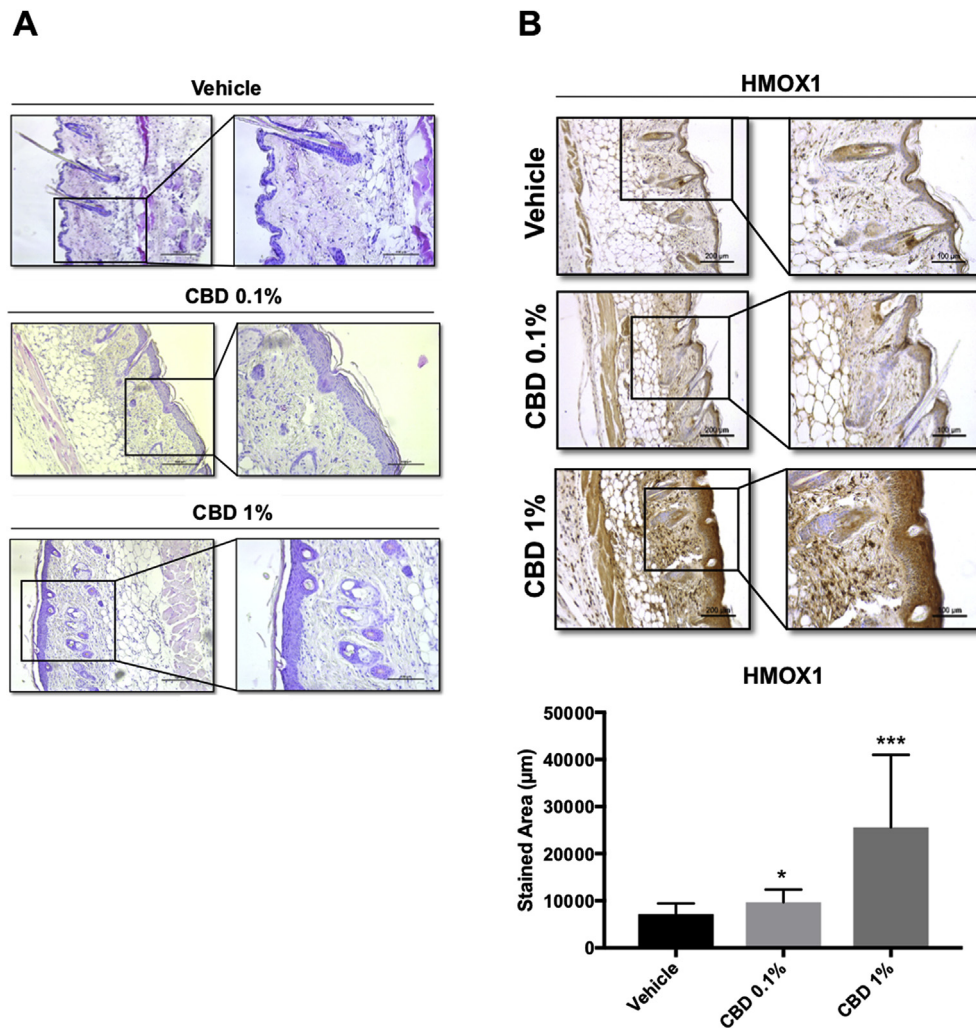 A
Vehicle
CBD 0.1%
CBD 1%
B
HMOX1
Vehicle
200 µm
100 µm
CBD 0.1%
200 µm
100 µm
CBD 1%
200 µm
100 µm
HMOX1
Stained Area (µm)
50000
40000
30000
20000
10000
0
*
***
Vehicle
CBD 0.1%
CBD 1%